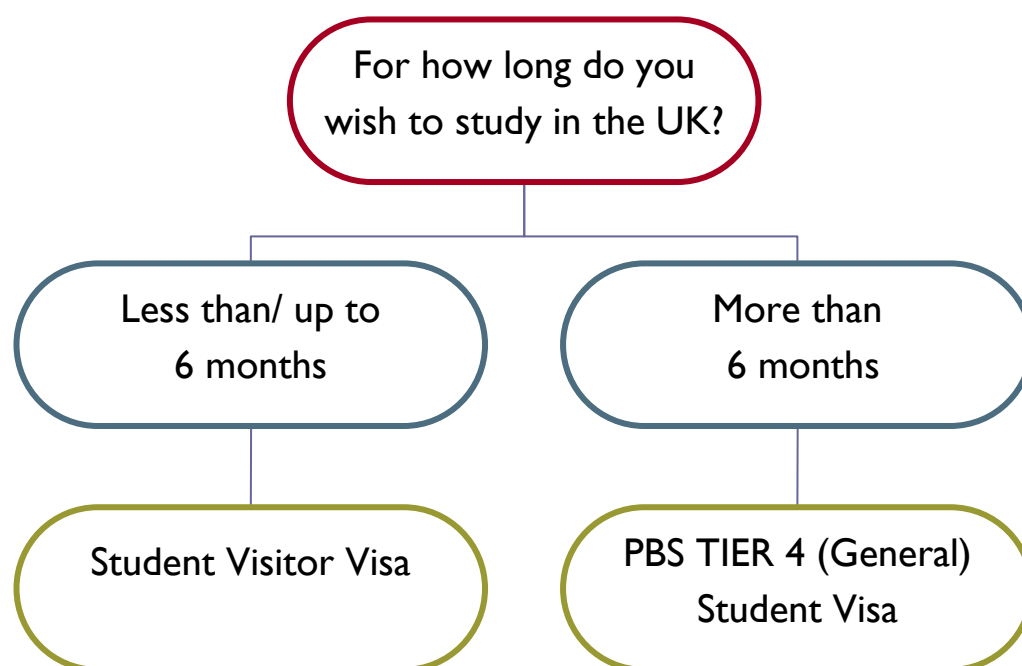 For how long do you
wish to study in the UK?
Less than/ up to
6 months
More than
6 months
Student Visitor Visa
PBS TIER 4 (General)
Student Visa